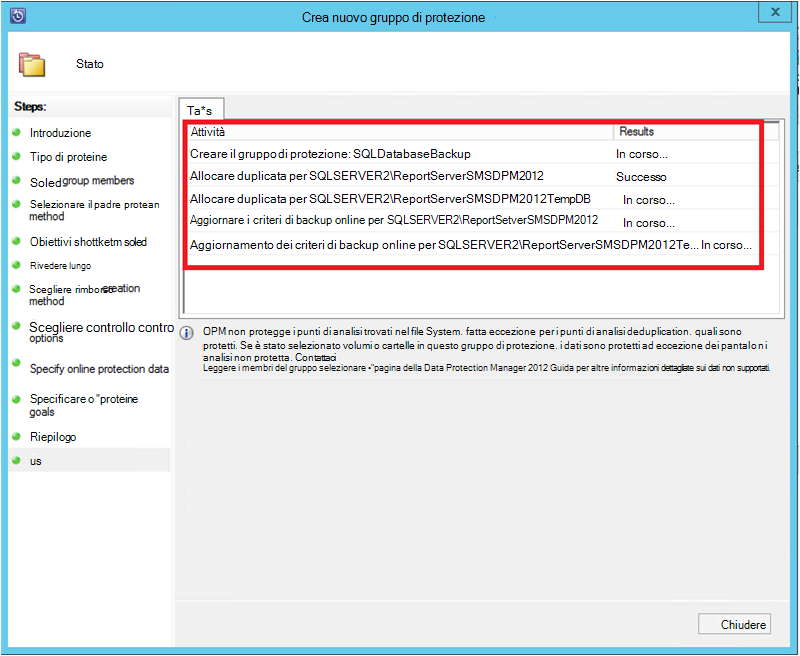 Crea nuovo gruppo di protezione
Stato
Steps:
Introduzione
Tipo di proteine
Soled group members
Selezionare il padre protean
method
Obiettivi shottketm soled
Rivedere lungo
Scegliere rimborso creation
method
Scegliere controllo contro
options
Specify online protection data
Specificare o "proteine
goals
Riepilogo
us
Ta*s
Attività Results
Creare il gruppo di protezione: SQLDatabaseBackup In corso...
Allocare duplicata per SQLSERVER2\ReportServerSMSDPM2012 Successo
Allocare duplicata per SQLSERVER2\ReportServerSMSDPM2012TempDB In corso...
Aggiornare i criteri di backup online per SQLSERVER2\ReportSetverSMSDPM2012 In corso...
Aggiornamento dei criteri di backup online per SQLSERVER2\ReportServerSMSDPM2012Te... In corso...
OPM non protegge i punti di analisi trovati nel file System. fatta eccezione per i punti di analisi deduplication. quali sono
protetti. Se è stato selezionato volumi o cartelle in questo gruppo di protezione. i dati sono protetti ad eccezione dei pantaloni i
analisi non protetta. Contattaci
Leggere i membri del gruppo selezionare •"pagina della Data Protection Manager 2012 Guida per altre informazioni dettagliate sui dati non supportati.
Chiudere